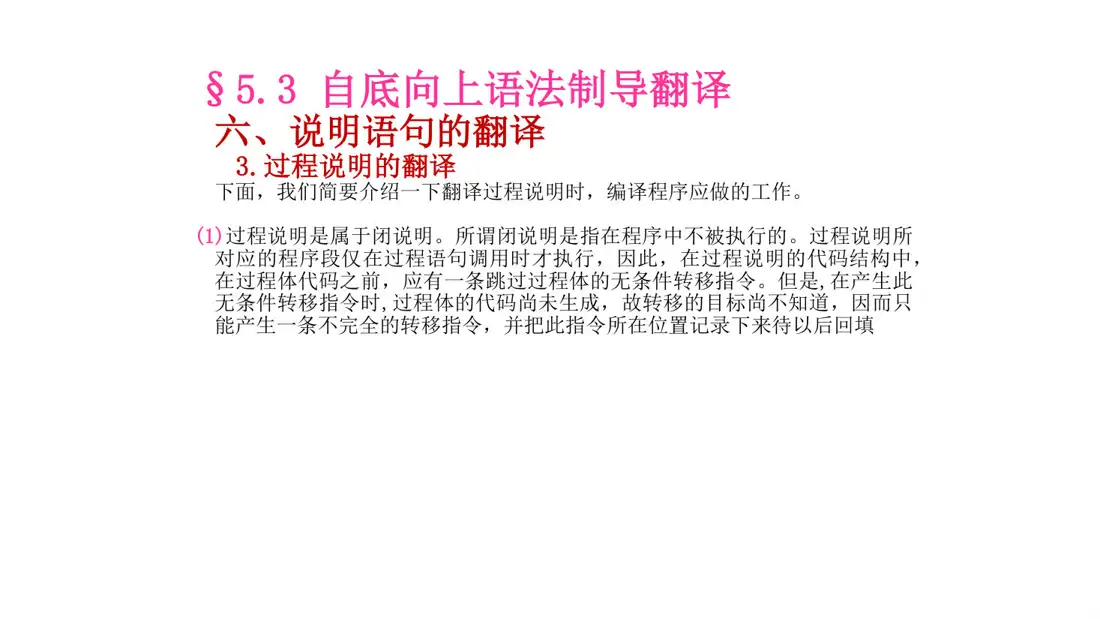 §5.3 自底向上语法制导翻译
六、说明语句的翻译
3.过程说明的翻译
下面，我们简要介绍一下翻译过程说明时，编译程序应做的工作。
(1)过程说明是属于闭说明。所谓闭说明是指在程序中不被执行的。过程说明所
对应的程序段仅在过程语句调用时才执行，因此，在过程说明的代码结构中，
在过程体代码之前，应有一条跳过过程体的无条件转移指令。但是,在产生此
无条件转移指令时,过程体的代码尚未生成，故转移的目标尚不知道，因而只
能产生一条不完全的转移指令，并把此指令所在位置记录下来待以后回填